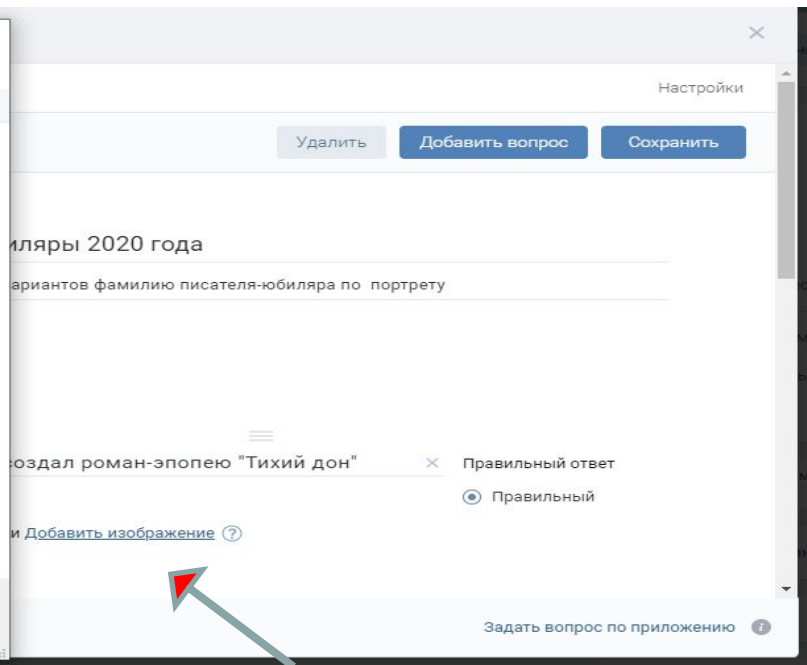 Настройки
Удалить Добавить вопрос Сохранить
иляры 2020 года
ариантов фамилию писателя-юбиляра по портрету
создал роман-эпопею "Тихий дон" Правильный ответ
Правильный
и Добавить изображение ?
Задать вопрос по приложению i